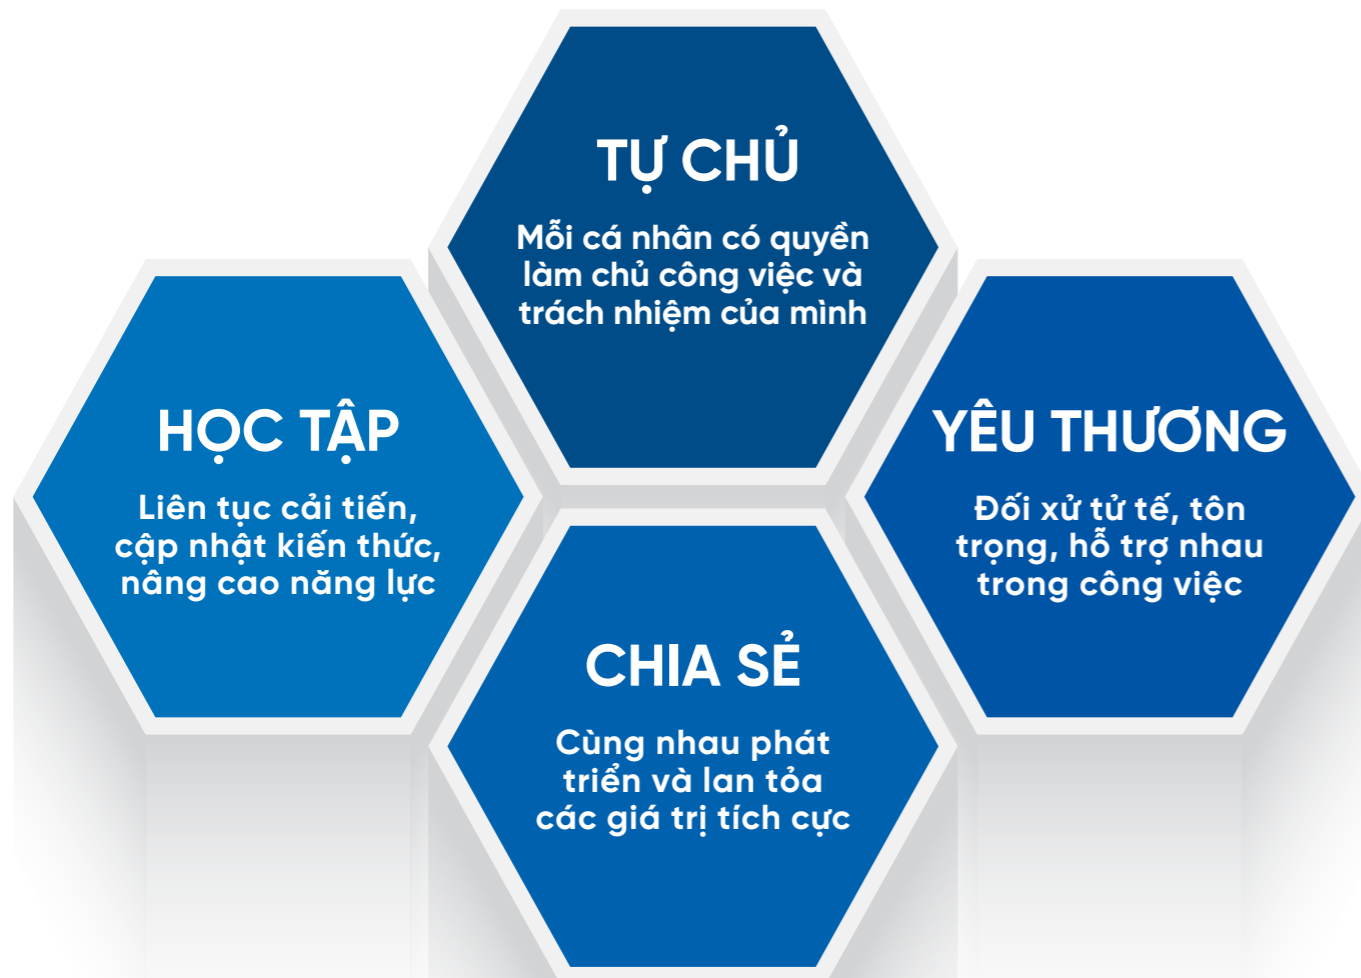 TỰ CHỦ
Mỗi cá nhân có quyền
làm chủ công việc và
trách nhiệm của mình
HỌC TẬP
Liên tục cải tiến,
cập nhật kiến thức,
nâng cao năng lực
YÊU THƯƠNG
Đối xử tử tế, tôn
trọng, hỗ trợ nhau
trong công việc
CHIA SẺ
Cùng nhau phát
triển và lan tỏa
các giá trị tích cực